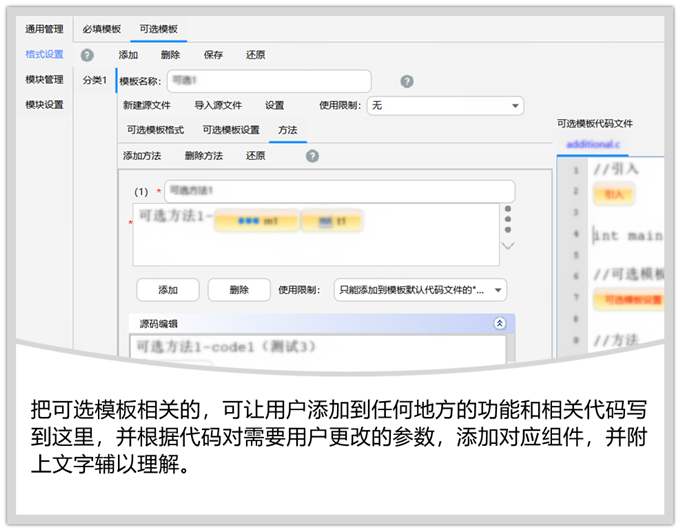 通用管理 必填模板 可选模板
格式设置 添加 删除 保存 还原
模块管理 分类1 模板名称： 可选1
模块设置 新建源文件 导入源文件 设置 使用限制： 无
可选模板格式 可选模板设置 方法
添加方法 删除方法 还原
(1) * 可选方法1
* 可选方法1- m1 t1
添加 删除 使用限制： 只能添加到模板默认代码文件的"...
源码编辑
可选方法1-code1（测试3）
可选模板代码文件
additional.c
1 //引入
2 引入
3
4 int main
5
6 //可选模板
7 可选模板设置
8
9 //方法
把可选模板相关的，可让用户添加到任何地方的功能和相关代码写
到这里，并根据代码对需要用户更改的参数，添加对应组件，并附
上文字辅以理解。